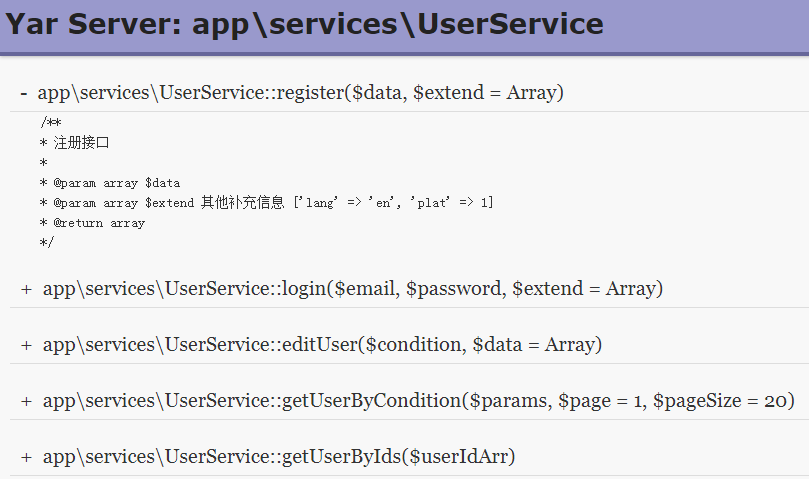 Yar Server: app\services\UserService
- app\services\UserService::register($data, $extend = Array)
/**
* 注册接口
*
* @param array $data
* @param array $extend 其他补充信息 ['lang' => 'en', 'plat' => 1]
* @return array
*/
+ app\services\UserService::login($email, $password, $extend = Array)
+ app\services\UserService::editUser($condition, $data = Array)
+ app\services\UserService::getUserByCondition($params, $page = 1, $pageSize = 20)
+ app\services\UserService::getUserByIds($userIdArr)